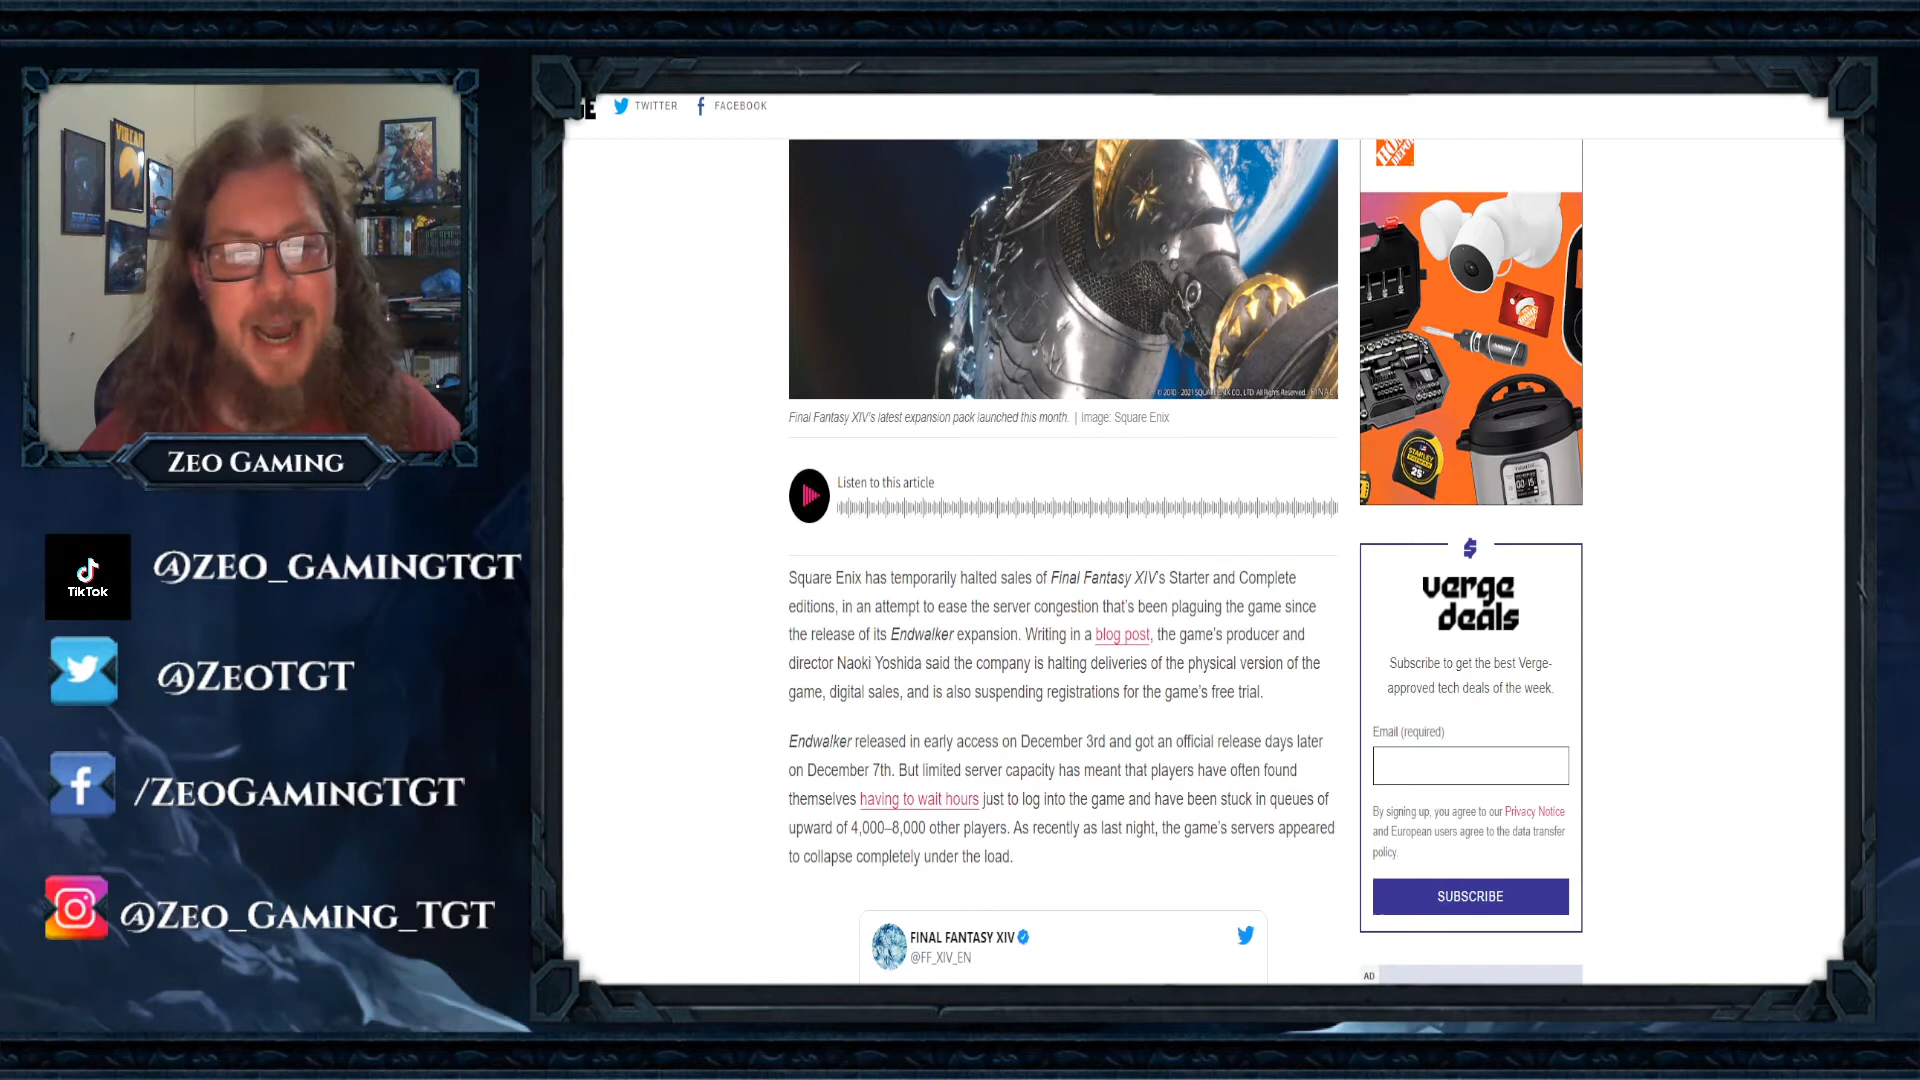 TWITTER
FACEBOOK
ZEO GAMING
TikTok
@ZEO_GAMINGTGT
@ZEOTGT
/ZEOGAMINGTGT
@ZEO_GAMING_TGT
Final Fantasy XIV's latest expansion pack launched this month. | Image: Square Enix
Listen to this article
Square Enix has temporarily halted sales of Final Fantasy XIV's Starter and Complete
editions, in an attempt to ease the server congestion that's been plaguing the game since
the release of its Endwalker expansion. Writing in a blog post, the game's producer and
director Naoki Yoshida said the company is halting deliveries of the physical version of the
game, digital sales, and is also suspending registrations for the game's free trial.
Endwalker released in early access on December 3rd and got an official release days later
on December 7th. But limited server capacity has meant that players have often found
themselves having to wait hours just to log into the game and have been stuck in queues of
upward of 4,000–8,000 other players. As recently as last night, the game's servers appeared
to collapse completely under the load.
FINAL FANTASY XIV
@FF_XIV_EN
STANLEY
25'
verge
deals
Subscribe to get the best Verge-
approved tech deals of the week.
Email (required)
By signing up, you agree to our Privacy Notice
and European users agree to the data transfer
policy.
SUBSCRIBE
AD